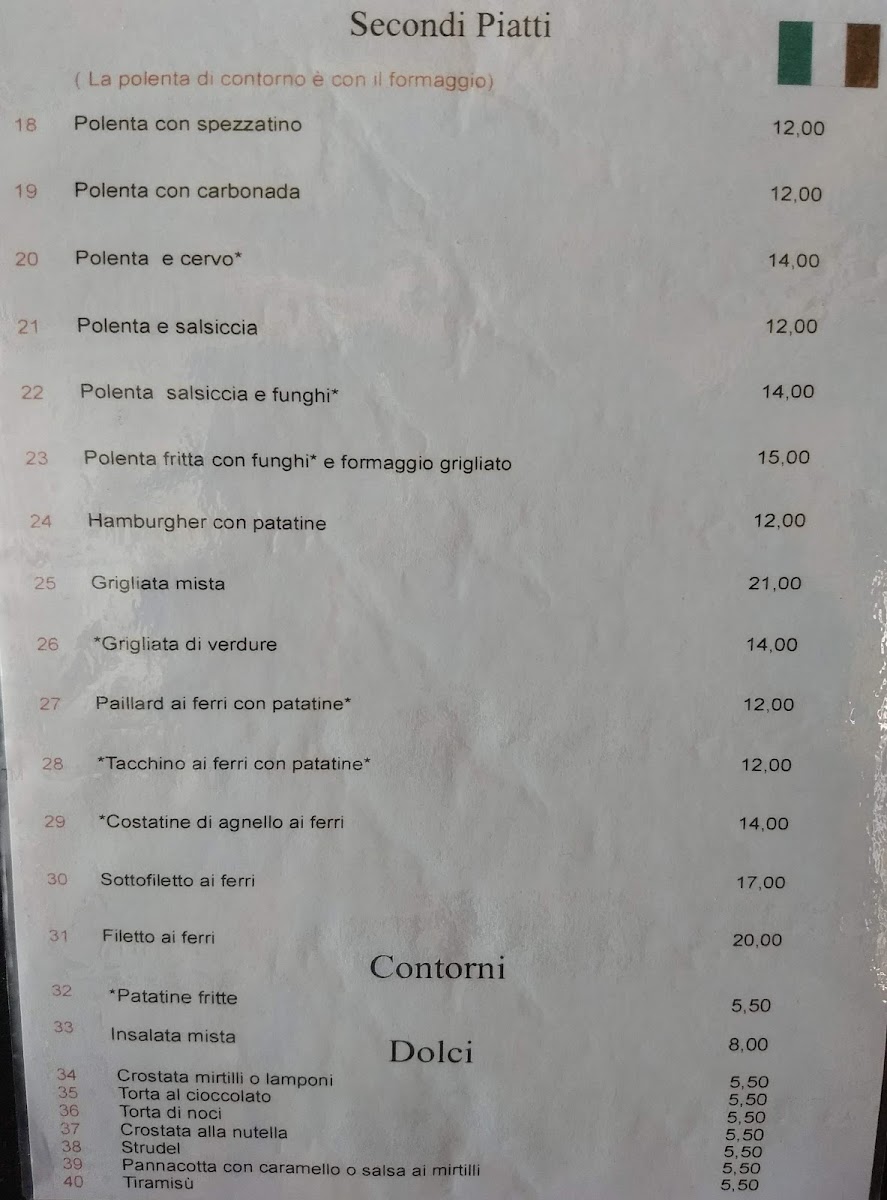 Secondi Piatti
( La polenta di contorno è con il formaggio)
18 Polenta con spezzatino 12,00
19 Polenta con carbonada 12,00
20 Polenta e cervo* 14,00
21 Polenta e salsiccia 12,00
22 Polenta salsiccia e funghi* 14,00
23 Polenta fritta con funghi* e formaggio grigliato 15,00
24 Hamburgher con patatine 12,00
25 Grigliata mista 21,00
26 *Grigliata di verdure 14,00
27 Paillard ai ferri con patatine* 12,00
28 *Tacchino ai ferri con patatine* 12,00
29 *Costatine di agnello ai ferri 14,00
30 Sottofiletto ai ferri 17,00
31 Filetto ai ferri 20,00
Contorni
32 *Patatine fritte 5,50
33 Insalata mista 8,00
Dolci
34 Crostata mirtilli o lamponi 5,50
35 Torta al cioccolato 5,50
36 Torta di noci 5,50
37 Crostata alla nutella 5,50
38 Strudel 5,50
39 Pannacotta con caramello o salsa ai mirtilli 5,50
40 Tiramisù 5,50